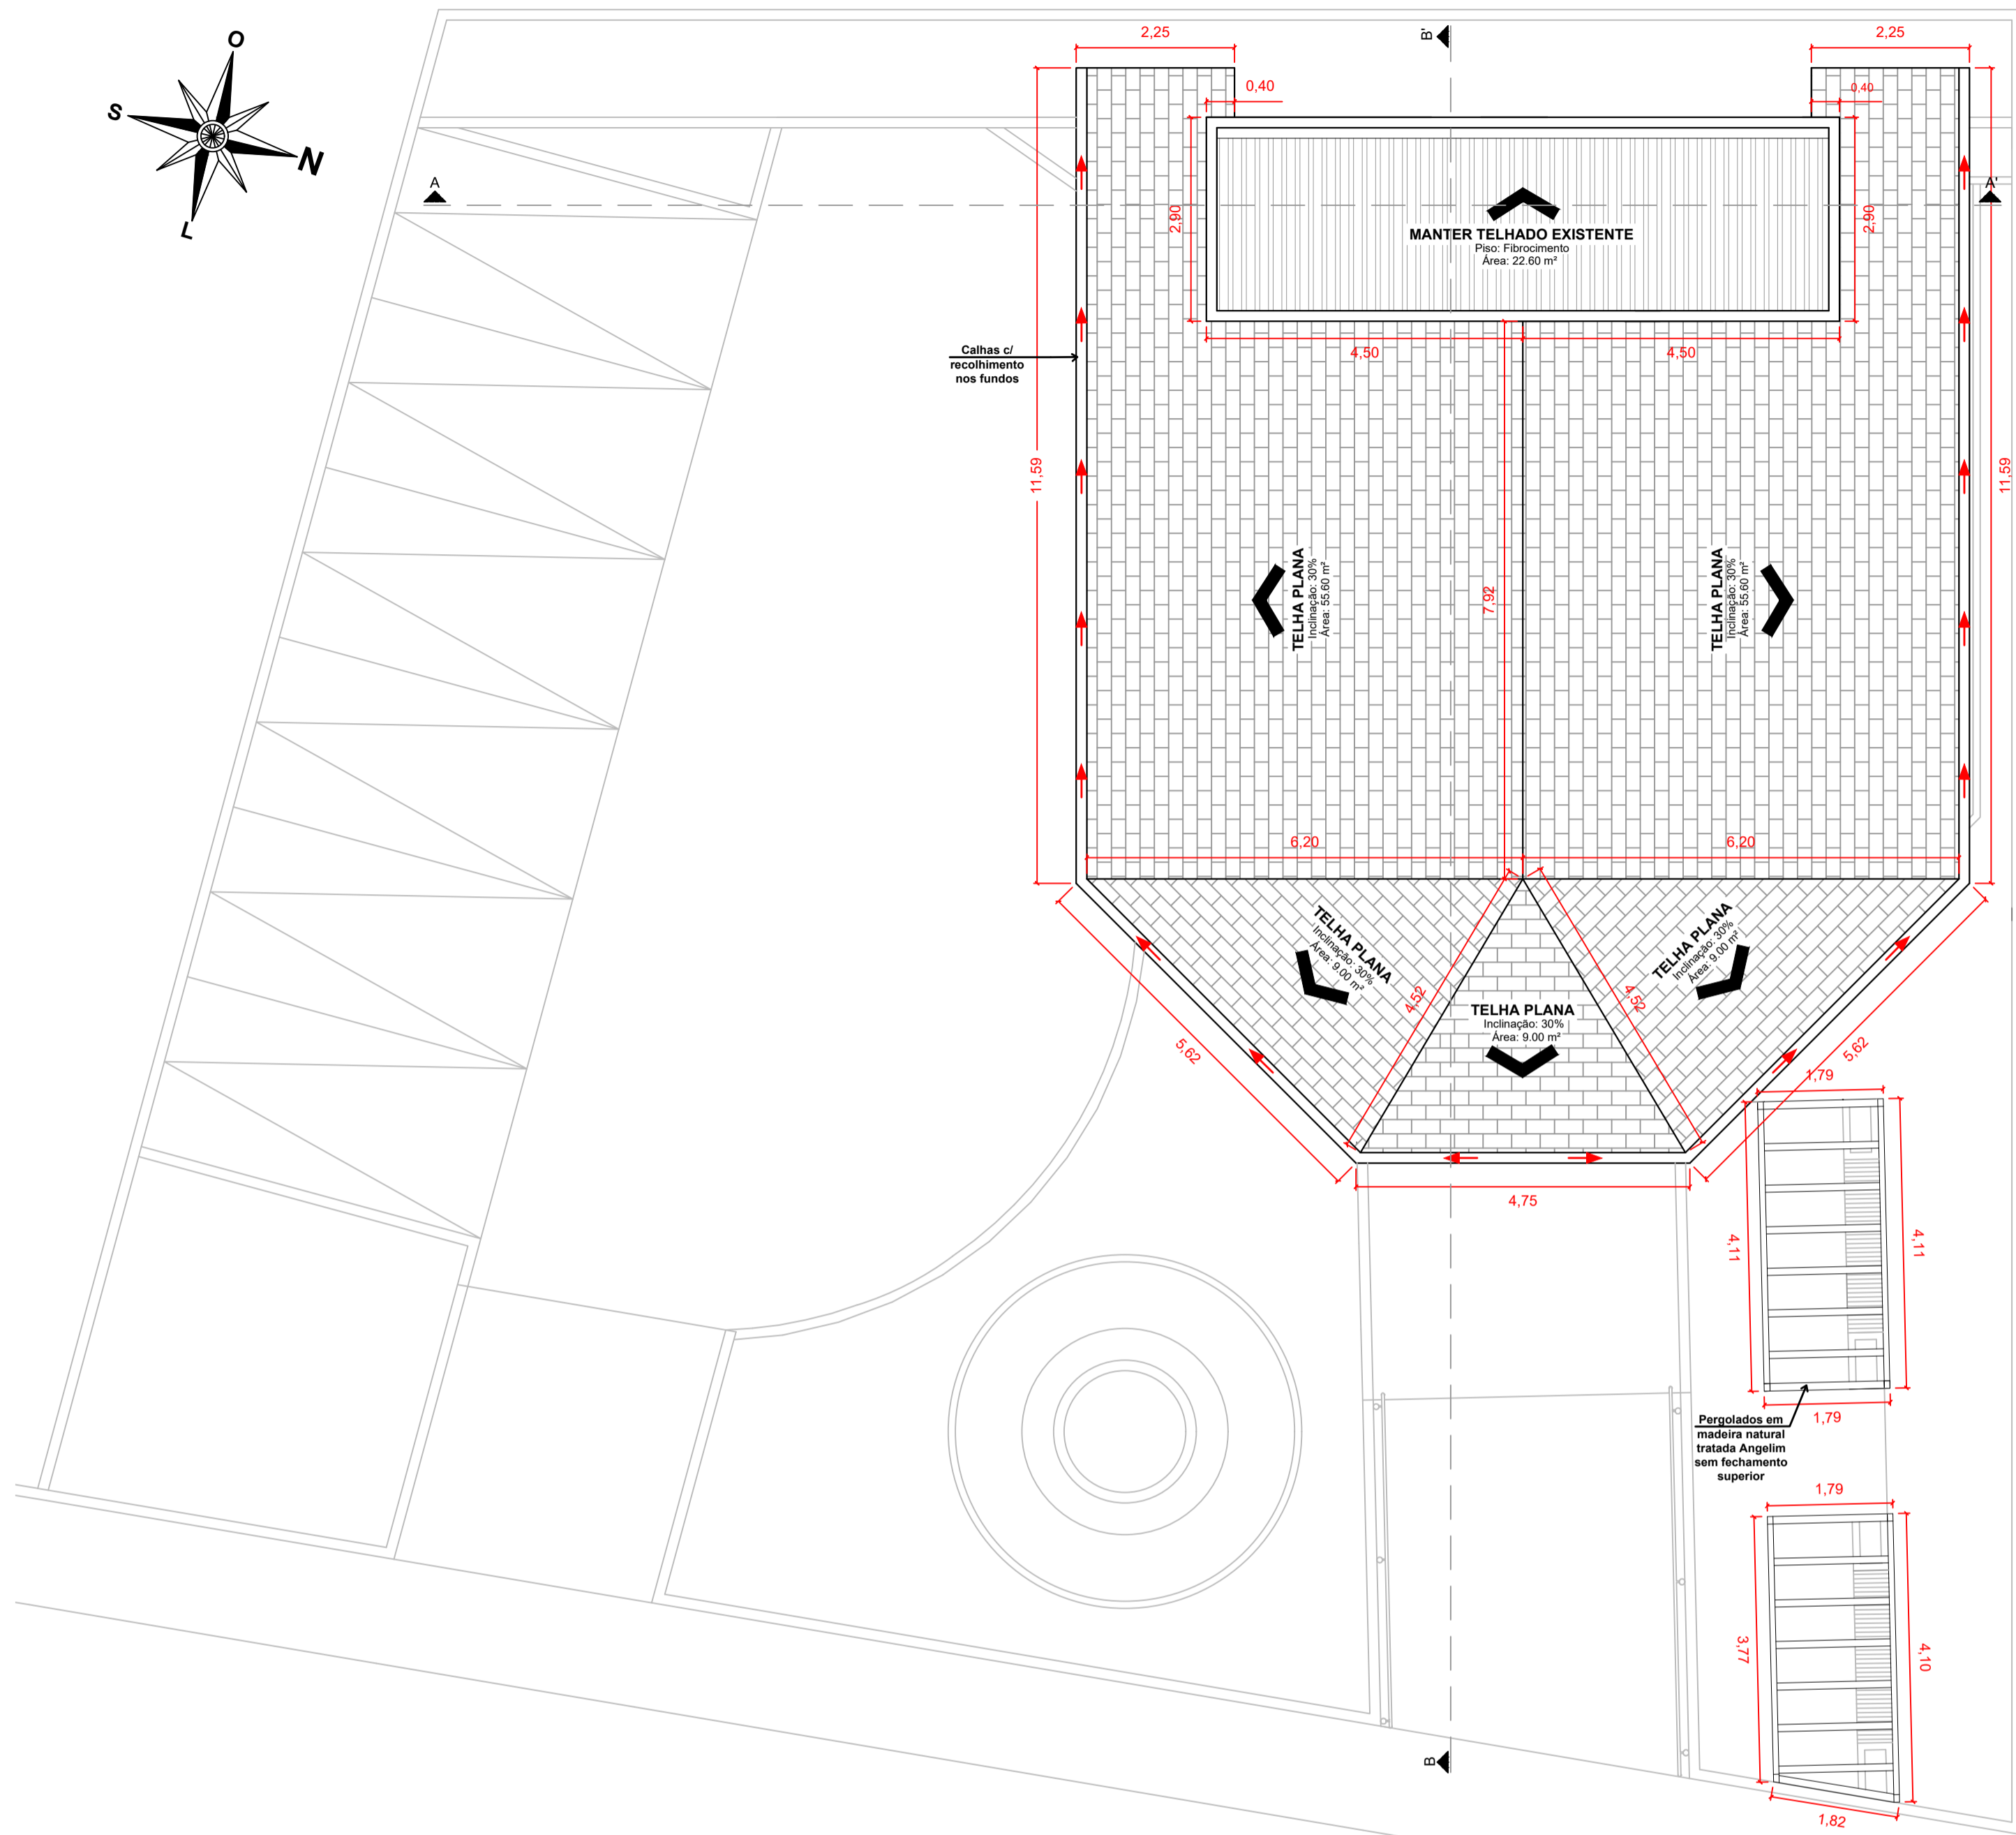 O
S
N
L
A
A'
B'
B
2,25
2,25
0,40
0,40
2,90
2,90
MANTER TELHADO EXISTENTE
Piso: Fibrocimento
Área: 22.60 m²
4,50
4,50
Calhas c/
recolhimento
nos fundos
11,59
11,59
7,92
TELHA PLANA
Inclinação: 30%
Área: 55.60 m²
TELHA PLANA
Inclinação: 30%
Área: 55.60 m²
6,20
6,20
TELHA PLANA
Inclinação: 30%
Área: 9.00 m²
TELHA PLANA
Inclinação: 30%
Área: 9.00 m²
TELHA PLANA
Inclinação: 30%
Área: 9.00 m²
4,52
4,52
5,62
5,62
4,75
1,79
4,11
4,11
1,79
Pergolados em
madeira natural
tratada Angelim
sem fechamento
superior
1,79
3,77
4,10
1,82